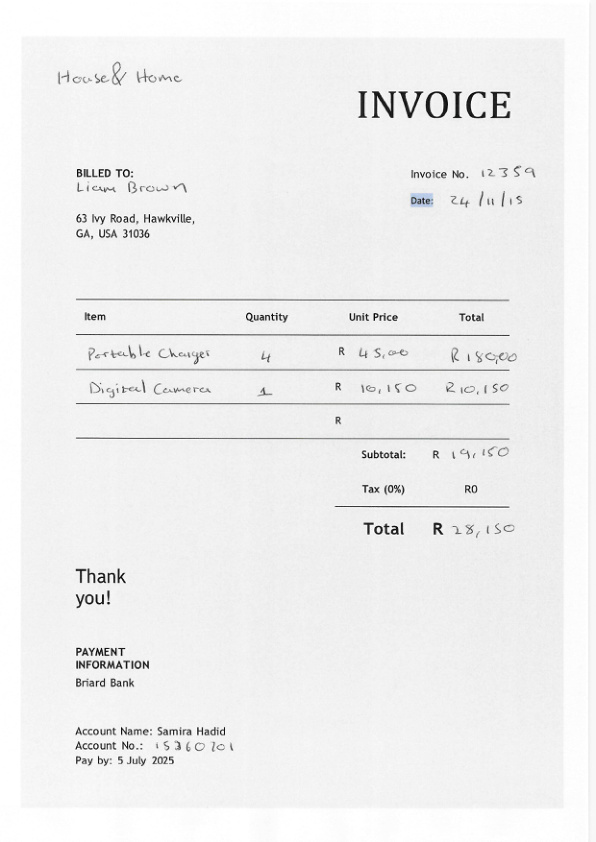 House & Home
INVOICE
BILLED TO:
Liam Brown
Invoice No. 12359
Date: 24/11/15
63 Ivy Road, Hawkville,
GA, USA 31036
Item Quantity Unit Price Total
Portable Charger 4 R 45,00 R180,00
Digital Camera 1 R 10,150 R10,150
R
Subtotal: R 19,150
Tax (0%) R0
Total R 28,150
Thank
you!
PAYMENT
INFORMATION
Briard Bank
Account Name: Samira Hadid
Account No.: 15360201
Pay by: 5 July 2025